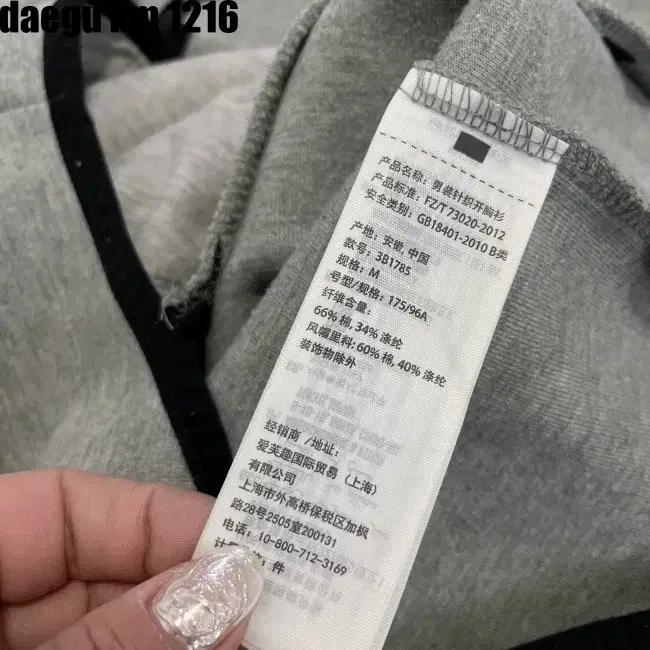 daegu hm 1216
产品名称: 男装针织开胸衫
产品标准: FZ/T 73020-2012
安全类别: GB18401-2010 B类
产地: 安徽, 中国
款号: 3B1785
规格: M
号型/规格: 175/96A
纤维含量:
66% 棉, 34% 涤纶
风帽里料: 60% 棉, 40% 涤纶
装饰物除外
经销商 /地址:
爱芙趣国际贸易 (上海)
有限公司
上海市外高桥保税区加枫
路28号2505室200131
电话: 10-800-712-3169
件